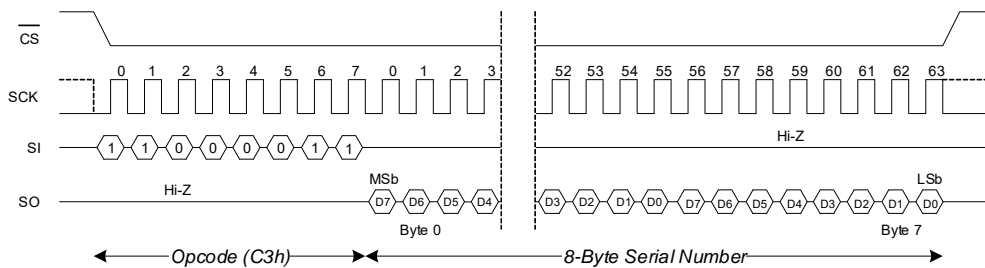 CS
0 1 2 3 4 5 6 7 0 1 2 3 52 53 54 55 56 57 58 59 60 61 62 63
SCK
Hi-Z
SI 1 1 0 0 0 0 1 1
Hi-Z MSb LSb
SO D7 D6 D5 D4 D3 D2 D1 D0 D7 D6 D5 D4 D3 D2 D1 D0
Byte 0 Byte 7
Opcode (C3h) 8-Byte Serial Number